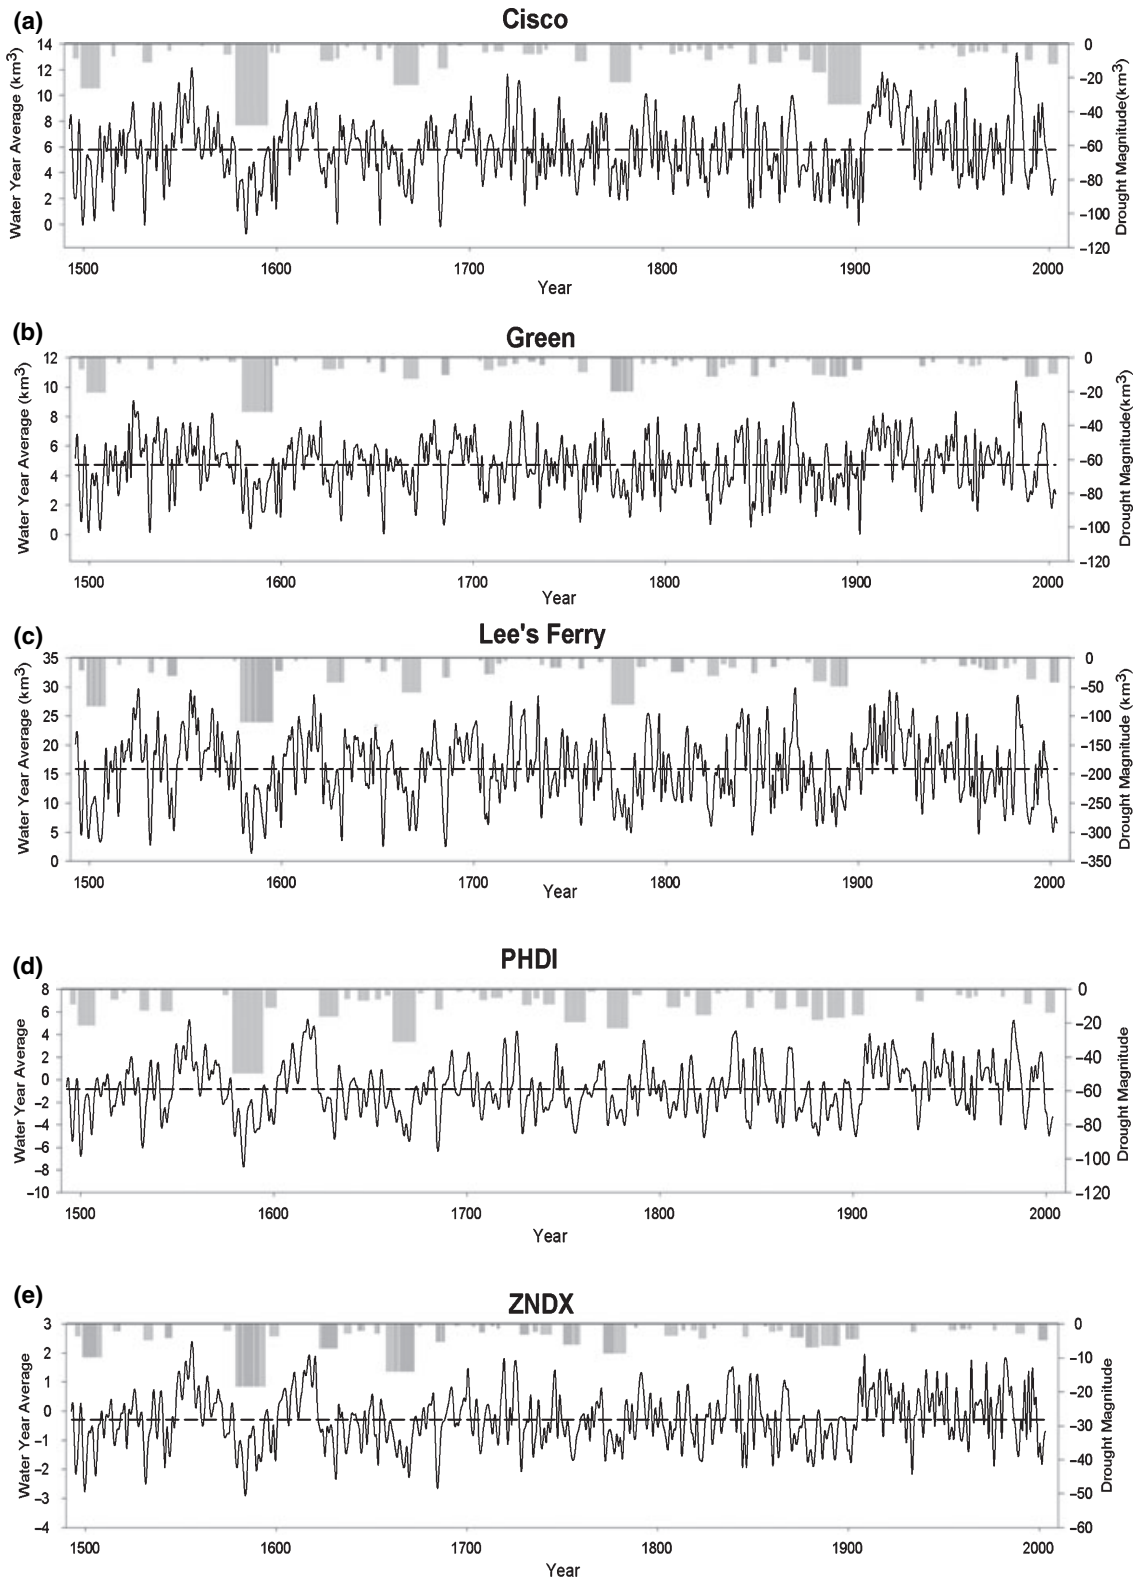 (a)
Cisco
Water Year Average (km3)
14
12
10
8
6
4
2
0
0
−20
−40
−60
−80
−100
−120
Drought Magnitude(km3)
1500 1600 1700 1800 1900 2000
Year
(b)
Green
Water Year Average (km3)
12
10
8
6
4
2
0
0
−20
−40
−60
−80
−100
−120
Drought Magnitude(km3)
1500 1600 1700 1800 1900 2000
Year
(c)
Lee's Ferry
Water Year Average (km3)
35
30
25
20
15
10
5
0
0
−50
−100
−150
−200
−250
−300
−350
Drought Magnitude (km3)
1500 1600 1700 1800 1900 2000
Year
(d)
PHDI
Water Year Average
8
6
4
2
0
−2
−4
−6
−8
−10
0
−20
−40
−60
−80
−100
−120
Drought Magnitude
1500 1600 1700 1800 1900 2000
Year
(e)
ZNDX
Water Year Average
3
2
1
0
−1
−2
−3
−4
0
−10
−20
−30
−40
−50
−60
Drought Magnitude
1500 1600 1700 1800 1900 2000
Year